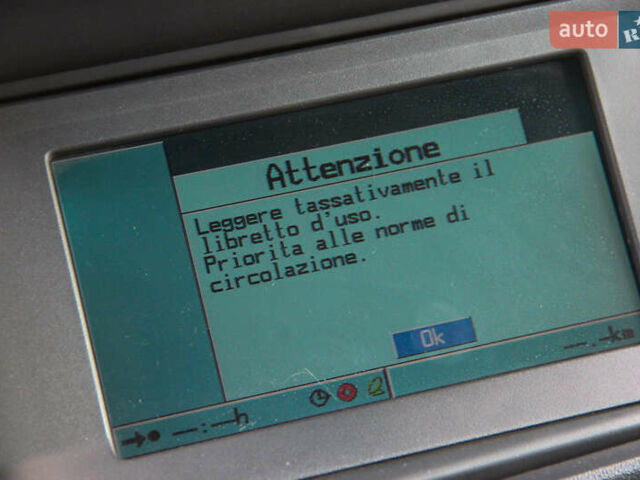 auto
R
Attenzione
Leggere tassativamente il
libretto d'uso.
Priorita alle norme di
circolazione.
Ok
--.-km
--:--h